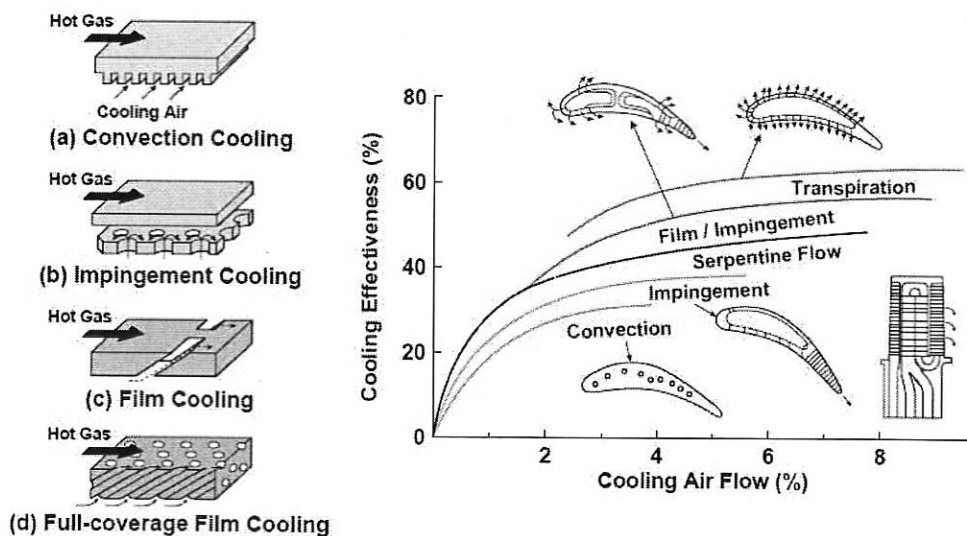 Hot Gas
Cooling Air
(a) Convection Cooling
Hot Gas
(b) Impingement Cooling
Hot Gas
(c) Film Cooling
Hot Gas
(d) Full-coverage Film Cooling
Cooling Effectiveness (%)
80
60
40
20
0
Transpiration
Film / Impingement
Serpentine Flow
Impingement
Convection
2
4
6
8
Cooling Air Flow (%)